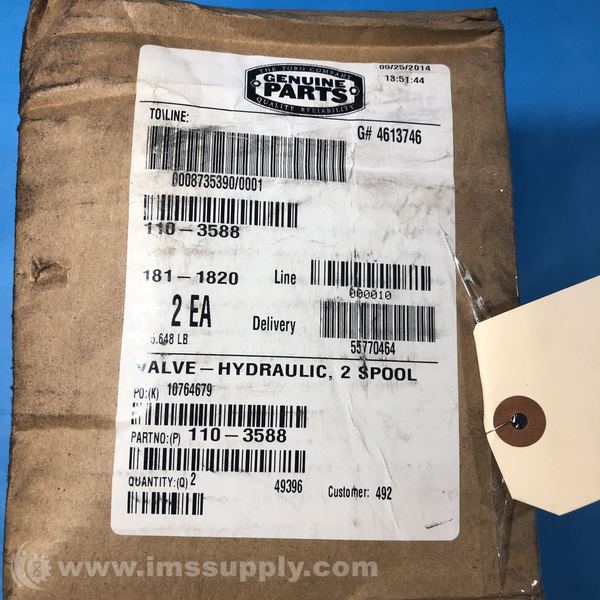 THE TORO COMPANY
GENUINE
PARTS
QUALITY RELIABILITY
09/25/2014
13:51:44
TO\LINE:
G# 4613746
0008735390/0001
110-3588
181-1820
Line
000010
2 EA
.648 LB
Delivery
55770464
VALVE-HYDRAULIC, 2 SPOOL
PO:(K) 10764679
PARTNO:(P) 110-3588
QUANTITY:(Q) 2
49396
Customer: 492
www.imssupply.com